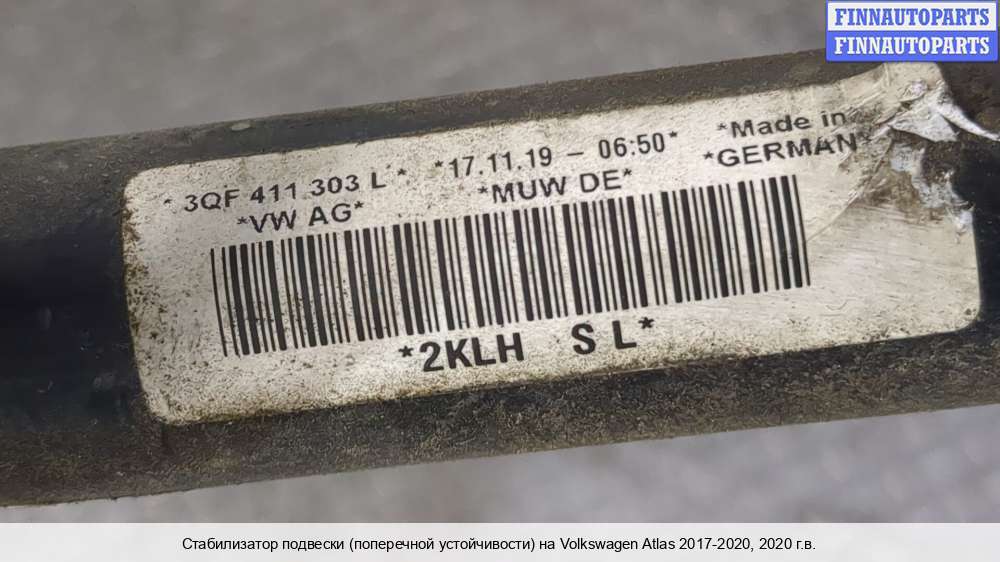 FINNAUTOPARTS
FINNAUTOPARTS
* 3QF 411 303 L * *17.11.19 – 06:50* *Made in
*VW AG* *MUW DE* *GERMAN
*2KLH S L*
Стабилизатор подвески (поперечной устойчивости) на Volkswagen Atlas 2017-2020, 2020 г.в.